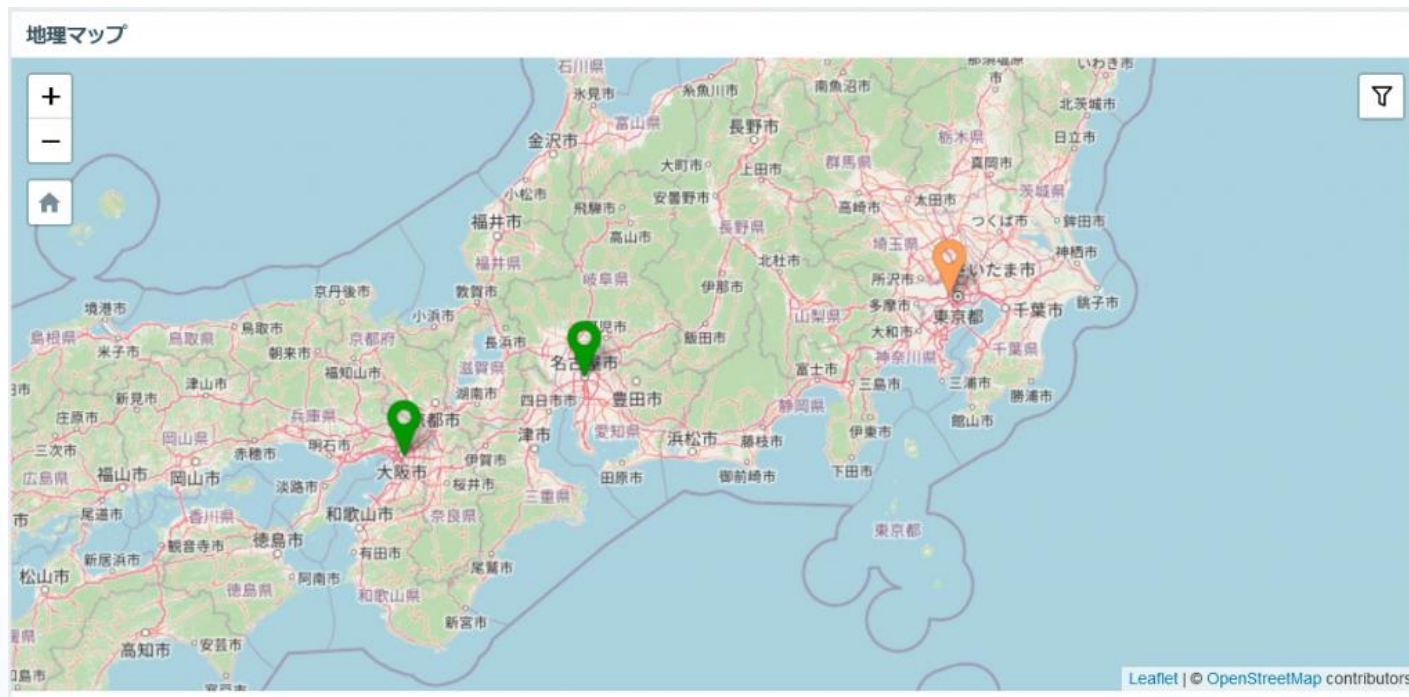 地理マップ
+
−
石川県
氷見市
糸魚川市
南魚沼市
那須塩原
市
いわき市
富山県
長野市
北茨城市
金沢市
栃木県
日立市
大町市
上田市
群馬県
真岡市
小松市
飛騨市
安曇野市
高崎市
太田市
茨城県
福井市
高山市
長野県
つくば市
鉾田市
埼玉県
神栖市
福井県
岐阜県
北杜市
いたま市
所沢市
伊那市
京丹後市
敦賀市
銚子市
境港市
小浜市
多摩市
千葉市
東京都
山梨県
鳥取市
長浜市
児市
飯田市
大和市
島根県
鳥取県
京都府
米子市
朝来市
名古屋市
神奈川県
千葉県
福知山市
滋賀県
富士市
三島市
三浦市
津山市
湖南市
四日市市
豊田市
勝浦市
新見市
静岡県
庄原市
兵庫県
都市
館山市
岡山県
津市
愛知県
浜松市
藤枝市
伊東市
三次市
赤穂市
明石市
大阪市
伊賀市
広島県
福山市
岡山市
淡路市
桜井市
田原市
御前崎市
下田市
三重県
尾道市
香川県
和歌山市
奈良県
東京都
観音寺市
徳島市
有田市
新居浜市
尾鷲市
松山市
阿南市
徳島県
和歌山県
新宮市
高知市
安芸市
Leaflet | © OpenStreetMap contributors